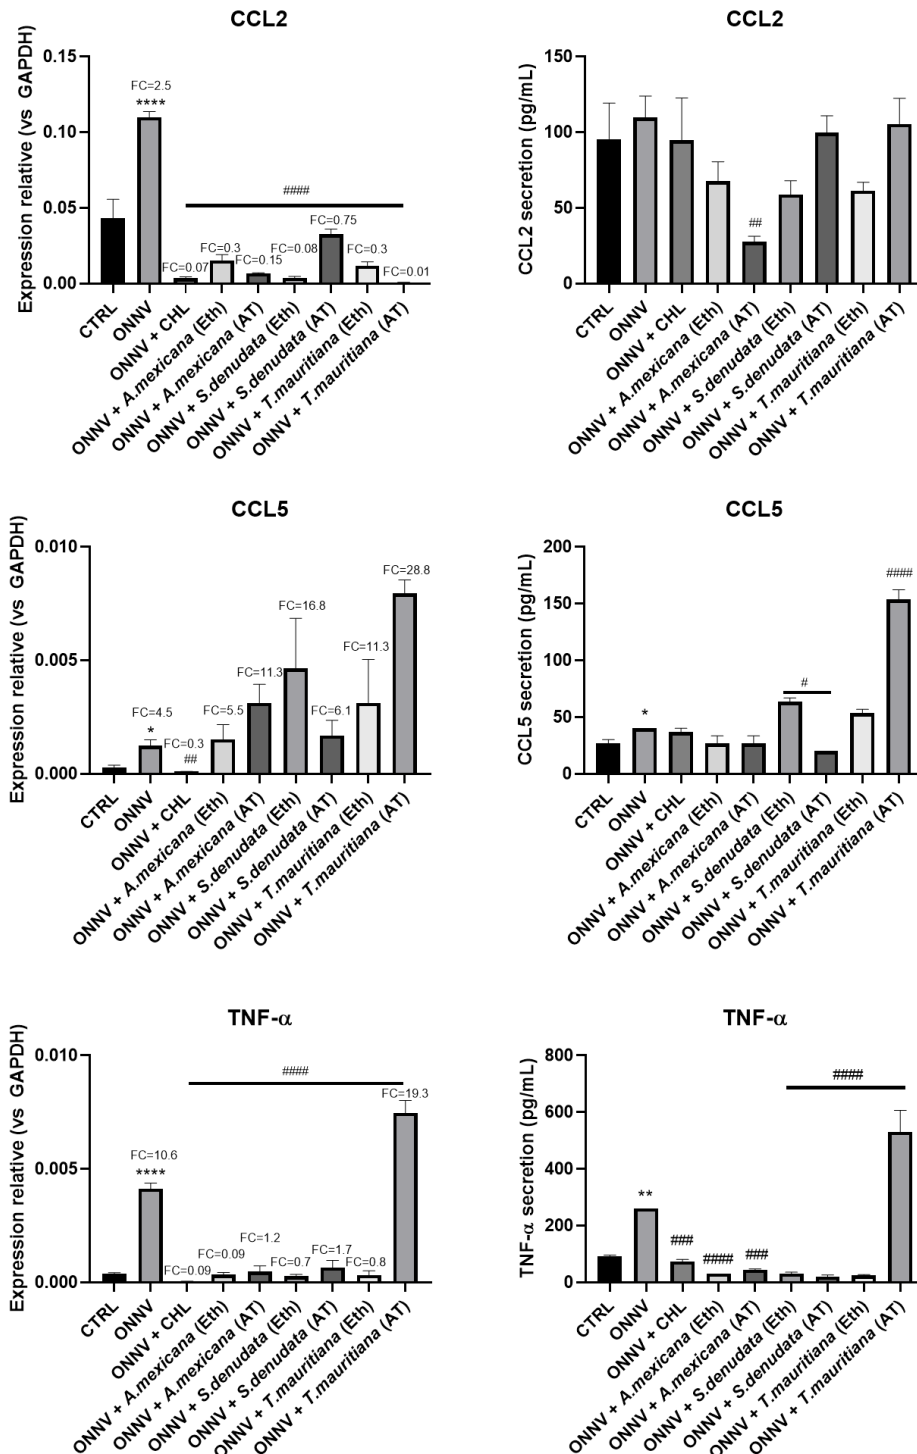 CCL2
Expression relative (vs GAPDH)
0.15
0.10
0.05
0.00
FC=2.5
****
####
FC=0.07
FC=0.3
FC=0.15
FC=0.08
FC=0.75
FC=0.3
FC=0.01
CTRL
ONNV
ONNV + CHL
ONNV + A.mexicana (Eth)
ONNV + A.mexicana (AT)
ONNV + S.denudata (Eth)
ONNV + S.denudata (AT)
ONNV + T.mauritiana (Eth)
ONNV + T.mauritiana (AT)
CCL2
CCL2 secretion (pg/mL)
150
100
50
0
##
CTRL
ONNV
ONNV + CHL
ONNV + A.mexicana (Eth)
ONNV + A.mexicana (AT)
ONNV + S.denudata (Eth)
ONNV + S.denudata (AT)
ONNV + T.mauritiana (Eth)
ONNV + T.mauritiana (AT)
CCL5
Expression relative (vs GAPDH)
0.010
0.005
0.000
FC=4.5
*
FC=0.3
##
FC=5.5
FC=11.3
FC=16.8
FC=6.1
FC=11.3
FC=28.8
CTRL
ONNV
ONNV + CHL
ONNV + A.mexicana (Eth)
ONNV + A.mexicana (AT)
ONNV + S.denudata (Eth)
ONNV + S.denudata (AT)
ONNV + T.mauritiana (Eth)
ONNV + T.mauritiana (AT)
CCL5
CCL5 secretion (pg/mL)
200
150
100
50
0
*
#
####
CTRL
ONNV
ONNV + CHL
ONNV + A.mexicana (Eth)
ONNV + A.mexicana (AT)
ONNV + S.denudata (Eth)
ONNV + S.denudata (AT)
ONNV + T.mauritiana (Eth)
ONNV + T.mauritiana (AT)
TNF-α
Expression relative (vs GAPDH)
0.010
0.005
0.000
FC=10.6
****
####
FC=0.09
FC=0.09
FC=1.2
FC=0.7
FC=1.7
FC=0.8
FC=19.3
CTRL
ONNV
ONNV + CHL
ONNV + A.mexicana (Eth)
ONNV + A.mexicana (AT)
ONNV + S.denudata (Eth)
ONNV + S.denudata (AT)
ONNV + T.mauritiana (Eth)
ONNV + T.mauritiana (AT)
TNF-α
TNF-α secretion (pg/mL)
800
600
400
200
0
**
###
####
###
####
CTRL
ONNV
ONNV + CHL
ONNV + A.mexicana (Eth)
ONNV + A.mexicana (AT)
ONNV + S.denudata (Eth)
ONNV + S.denudata (AT)
ONNV + T.mauritiana (Eth)
ONNV + T.mauritiana (AT)